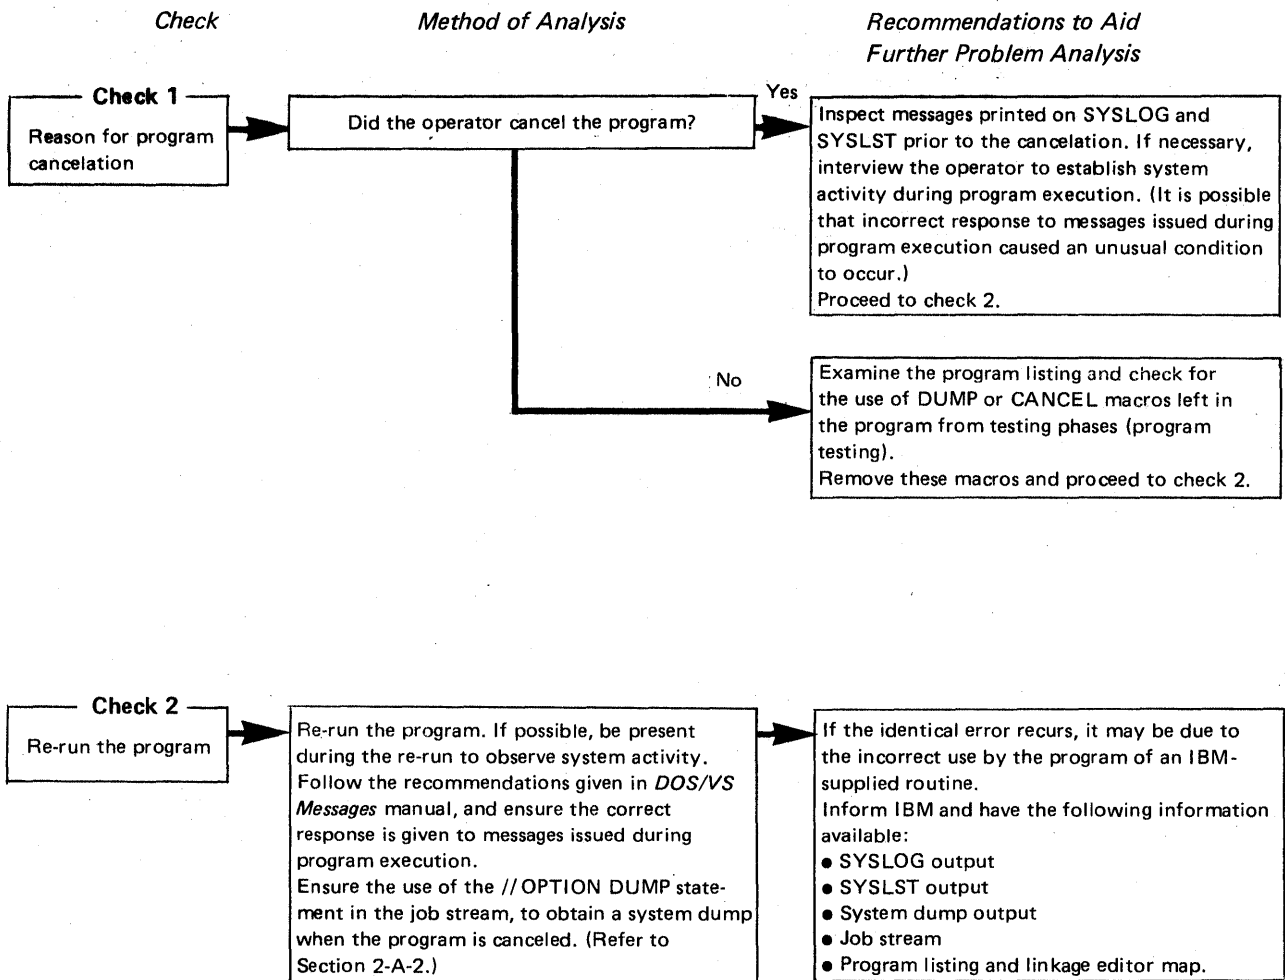 Check
Method of Analysis
Recommendations to Aid
Further Problem Analysis
Check 1
Reason for program
cancelation
Did the operator cancel the program?
Yes
Inspect messages printed on SYSLOG and
SYSLST prior to the cancelation. If necessary,
interview the operator to establish system
activity during program execution. (It is possible
that incorrect response to messages issued during
program execution caused an unusual condition
to occur.)
Proceed to check 2.
No
Examine the program listing and check for
the use of DUMP or CANCEL macros left in
the program from testing phases (program
testing).
Remove these macros and proceed to check 2.
Check 2
Re-run the program
Re-run the program. If possible, be present
during the re-run to observe system activity.
Follow the recommendations given in DOS/VS
Messages manual, and ensure the correct
response is given to messages issued during
program execution.
Ensure the use of the // OPTION DUMP state-
ment in the job stream, to obtain a system dump
when the program is canceled. (Refer to
Section 2-A-2.)
If the identical error recurs, it may be due to
the incorrect use by the program of an IBM-
supplied routine.
Inform IBM and have the following information
available:
● SYSLOG output
● SYSLST output
● System dump output
● Job stream
● Program listing and linkage editor map.